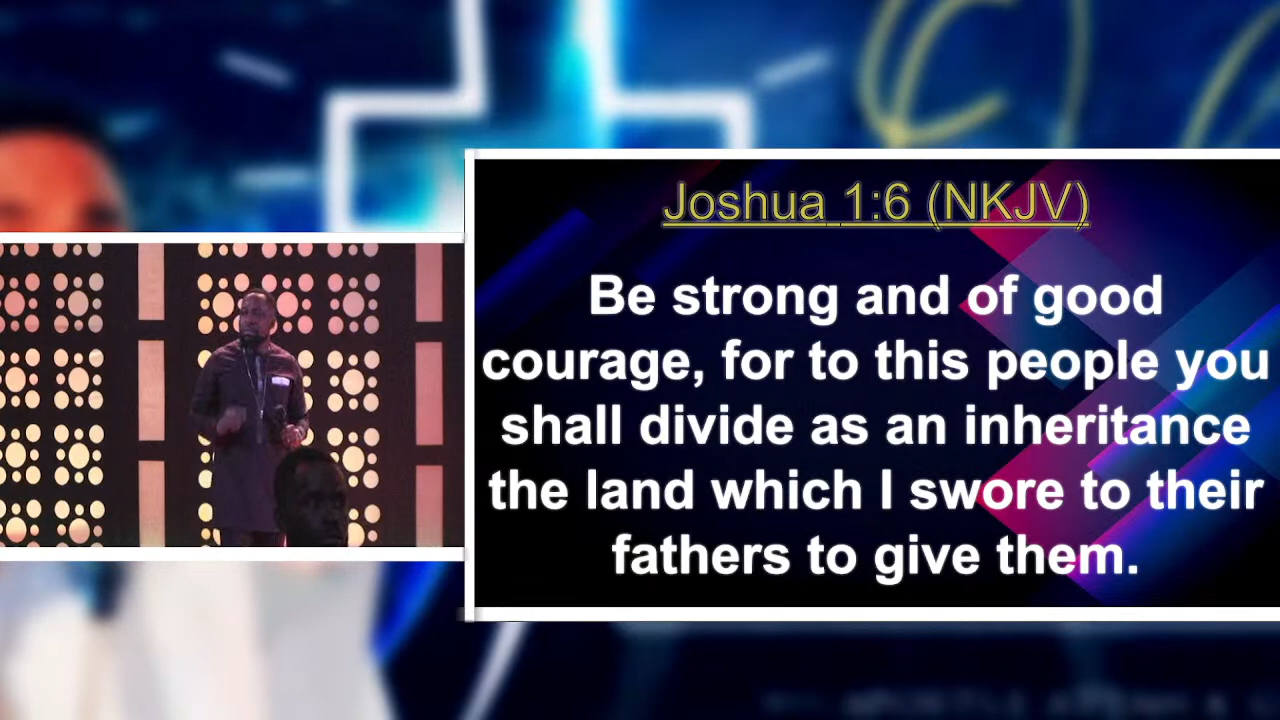 Joshua 1:6 (NKJV)
Be strong and of good
courage, for to this people you
shall divide as an inheritance
the land which I swore to their
fathers to give them.